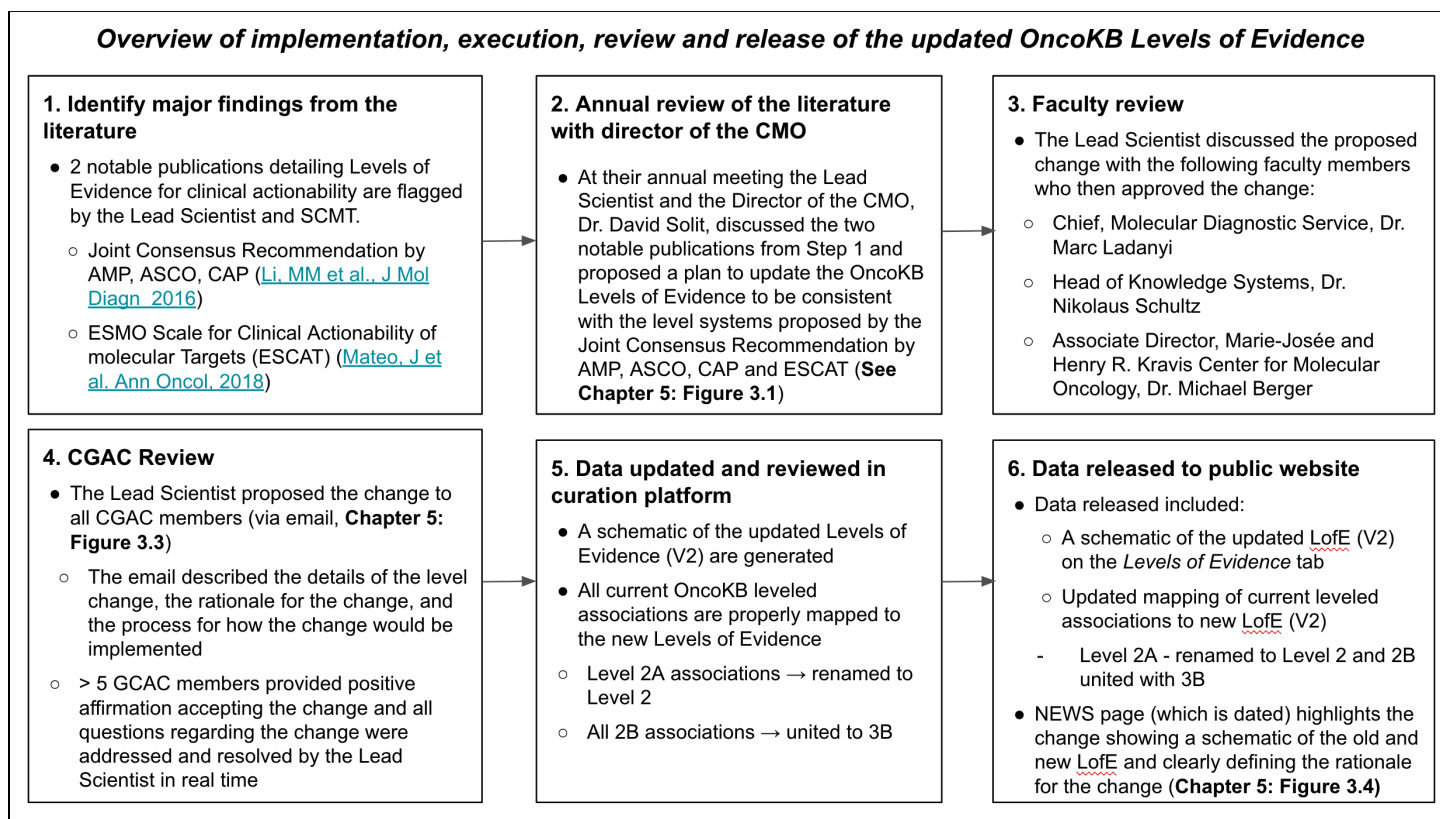 Overview of implementation, execution, review and release of the updated OncoKB Levels of Evidence
1. Identify major findings from the
literature
● 2 notable publications detailing Levels of
Evidence for clinical actionability are flagged
by the Lead Scientist and SCMT.
○ Joint Consensus Recommendation by
AMP, ASCO, CAP (Li, MM et al., J Mol
Diagn 2016)
○ ESMO Scale for Clinical Actionability of
molecular Targets (ESCAT) (Mateo, J et
al. Ann Oncol, 2018)
2. Annual review of the literature
with director of the CMO
● At their annual meeting the Lead
Scientist and the Director of the CMO,
Dr. David Solit, discussed the two
notable publications from Step 1 and
proposed a plan to update the OncoKB
Levels of Evidence to be consistent
with the level systems proposed by the
Joint Consensus Recommendation by
AMP, ASCO, CAP and ESCAT (See
Chapter 5: Figure 3.1)
3. Faculty review
● The Lead Scientist discussed the proposed
change with the following faculty members
who then approved the change:
○ Chief, Molecular Diagnostic Service, Dr.
Marc Ladanyi
○ Head of Knowledge Systems, Dr.
Nikolaus Schultz
○ Associate Director, Marie-Josée and
Henry R. Kravis Center for Molecular
Oncology, Dr. Michael Berger
4. CGAC Review
● The Lead Scientist proposed the change to
all CGAC members (via email, Chapter 5:
Figure 3.3)
○ The email described the details of the level
change, the rationale for the change, and
the process for how the change would be
implemented
○ > 5 GCAC members provided positive
affirmation accepting the change and all
questions regarding the change were
addressed and resolved by the Lead
Scientist in real time
5. Data updated and reviewed in
curation platform
● A schematic of the updated Levels of
Evidence (V2) are generated
● All current OncoKB leveled
associations are properly mapped to
the new Levels of Evidence
○ Level 2A associations → renamed to
Level 2
○ All 2B associations → united to 3B
6. Data released to public website
● Data released included:
○ A schematic of the updated LofE (V2)
on the Levels of Evidence tab
○ Updated mapping of current leveled
associations to new LofE (V2)
- Level 2A - renamed to Level 2 and 2B
united with 3B
● NEWS page (which is dated) highlights the
change showing a schematic of the old and
new LofE and clearly defining the rationale
for the change (Chapter 5: Figure 3.4)